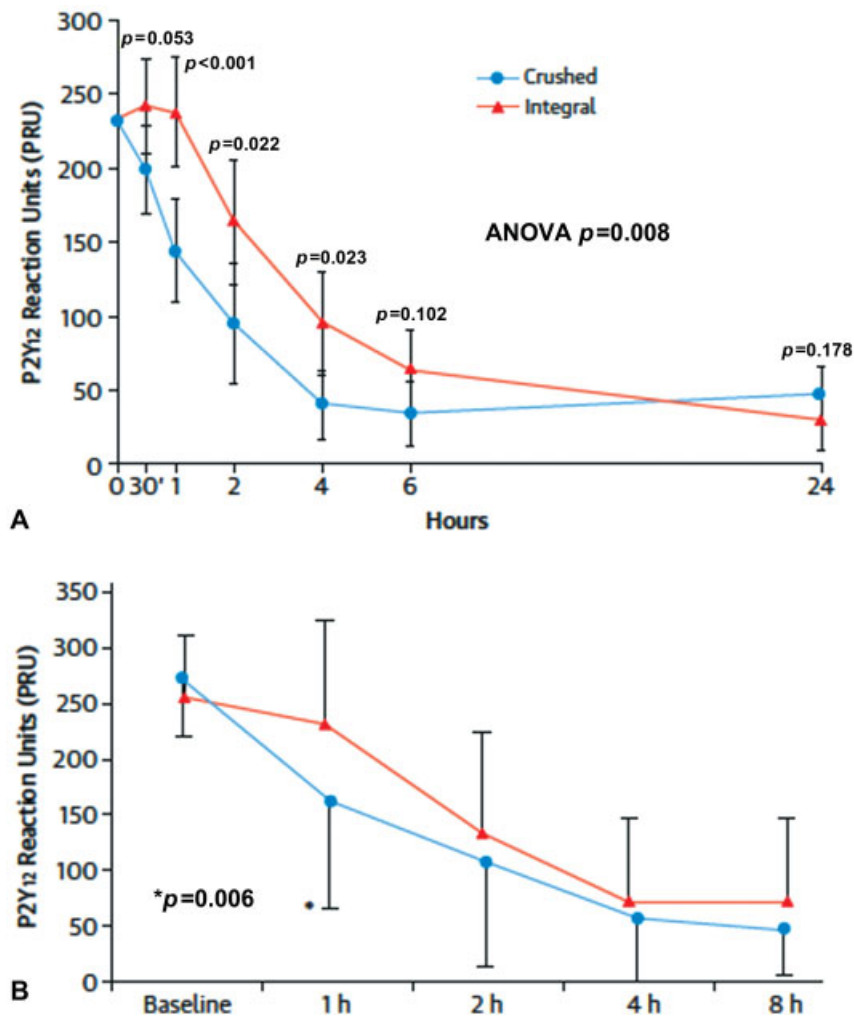 300
p=0.053
p<0.001
Crushed
250
Integral
p=0.022
200
ANOVA p=0.008
150
p=0.023
p=0.102
100
p=0.178
50
0
P2Y12 Reaction Units (PRU)
0 30' 1 2 4 6 24
A
Hours
350
300
250
200
150
100
*p=0.006
*
50
0
P2Y12 Reaction Units (PRU)
B
Baseline 1 h 2 h 4 h 8 h